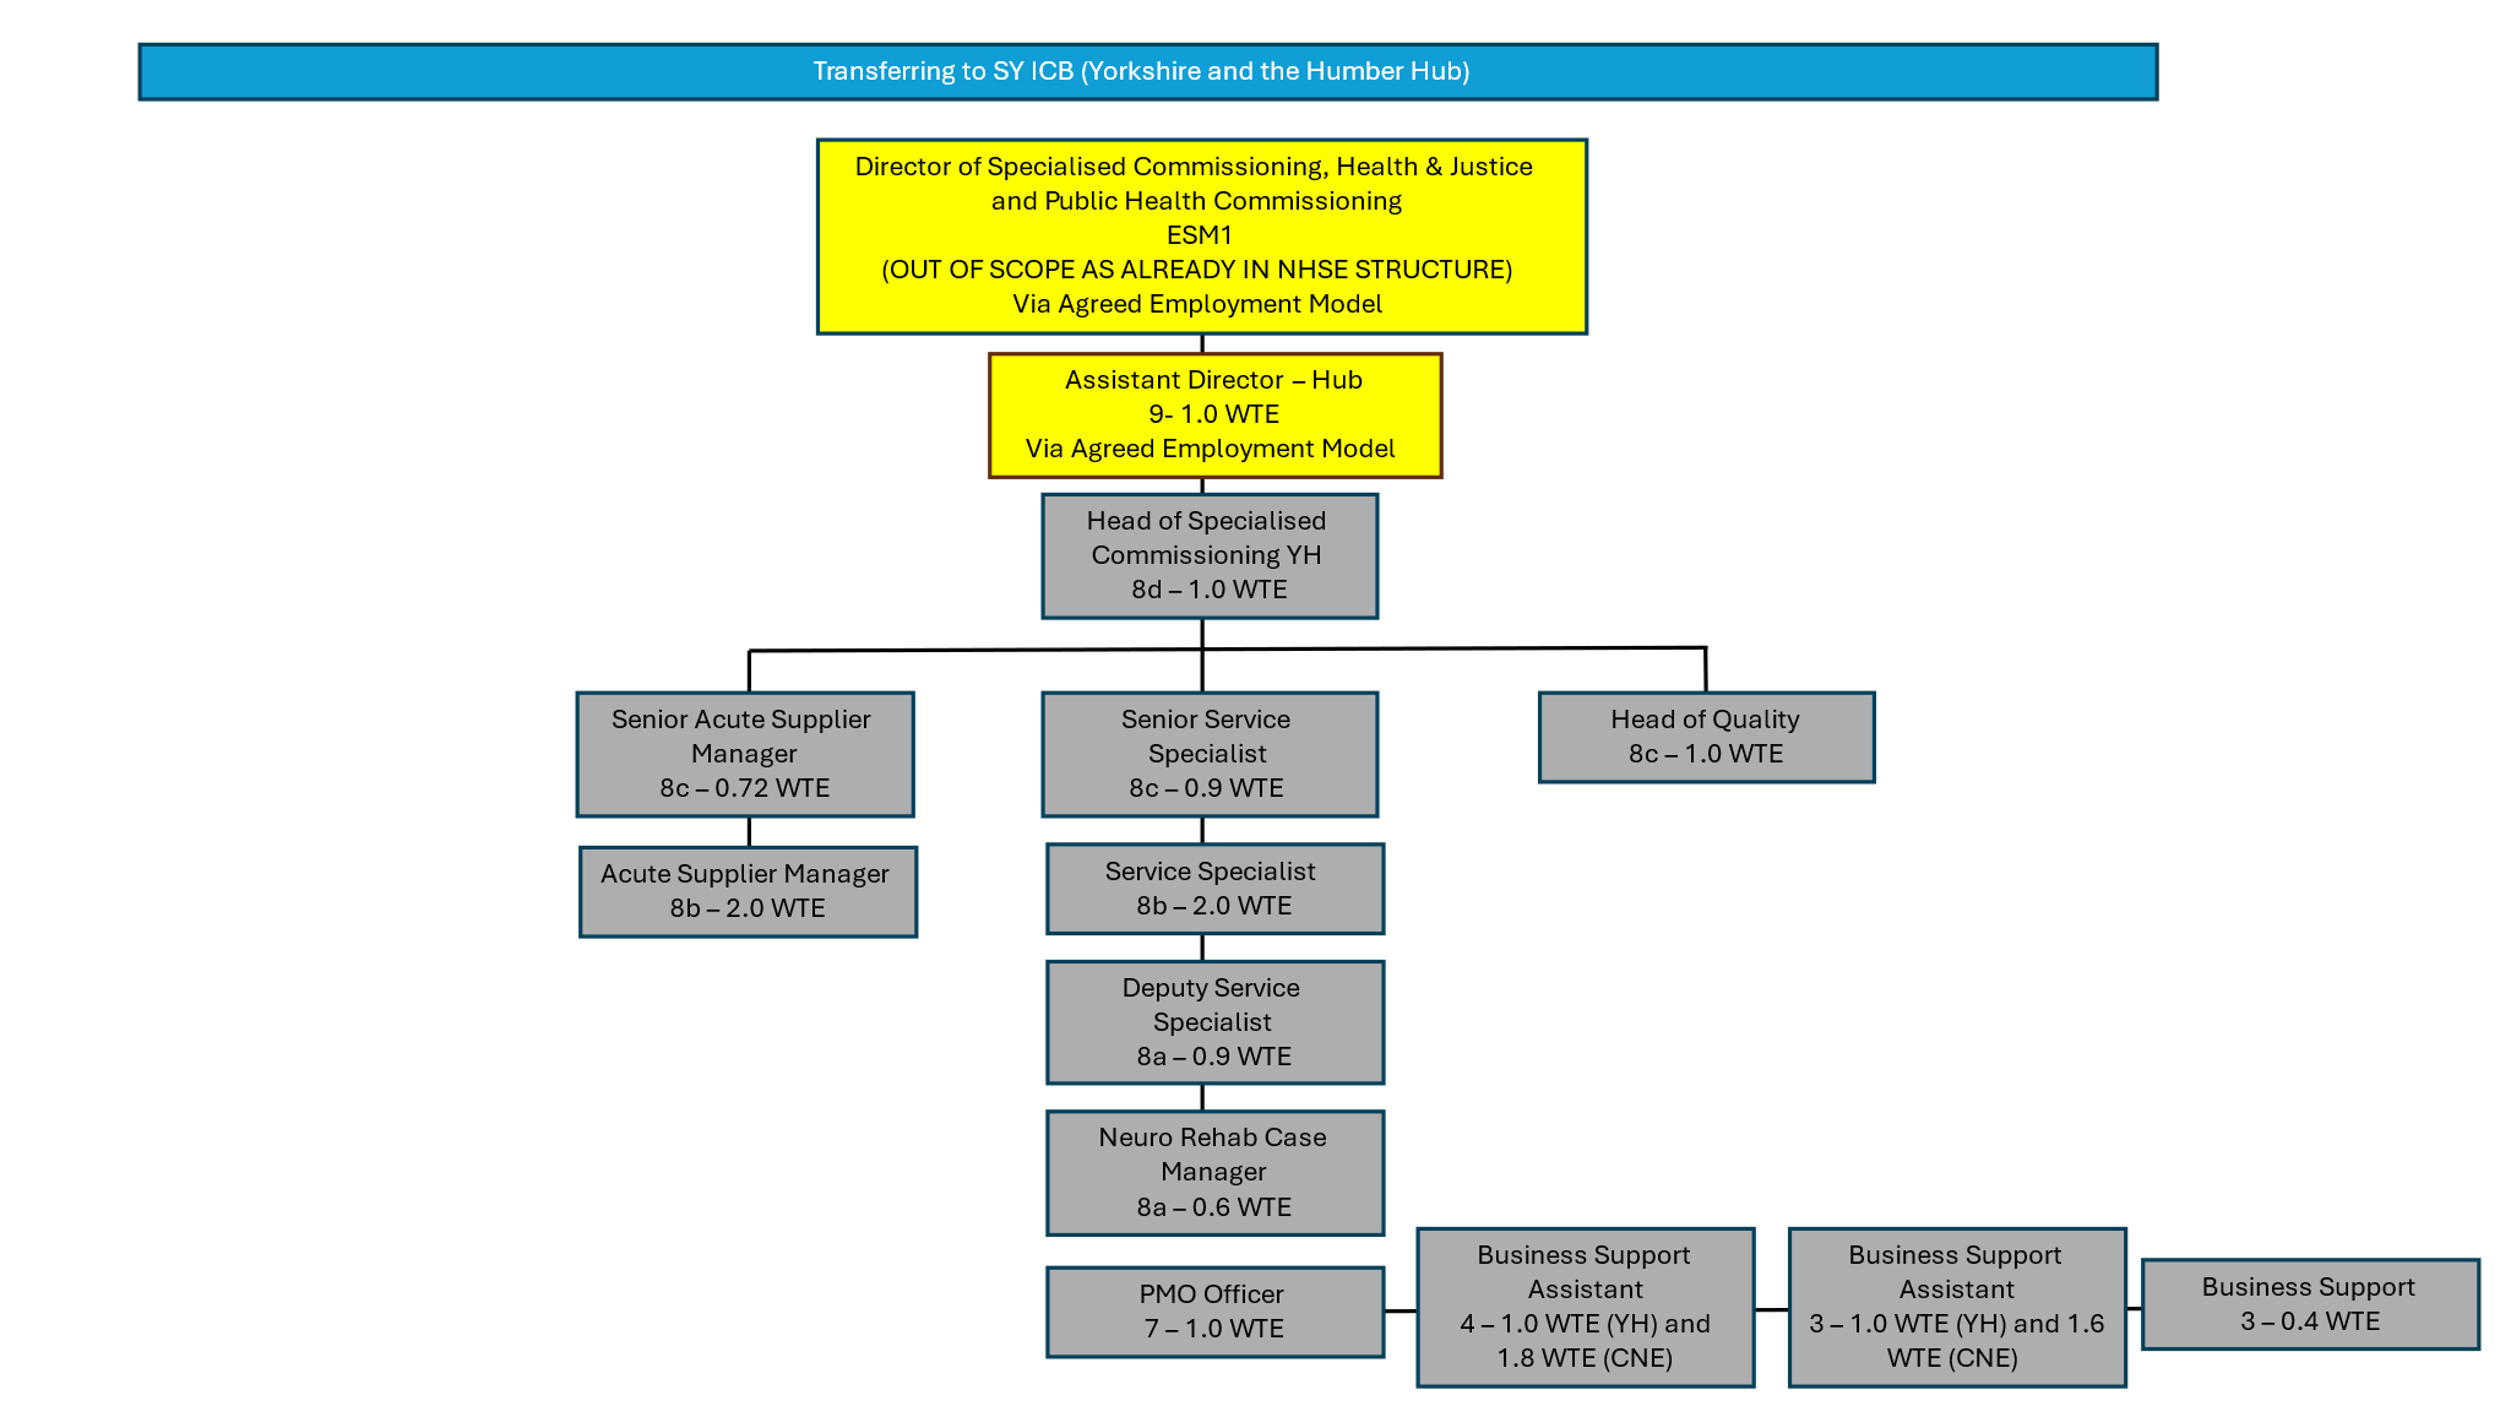 Transferring to SY ICB (Yorkshire and the Humber Hub)
Director of Specialised Commissioning, Health & Justice
and Public Health Commissioning
ESM1
(OUT OF SCOPE AS ALREADY IN NHSE STRUCTURE)
Via Agreed Employment Model
Assistant Director – Hub
9- 1.0 WTE
Via Agreed Employment Model
Head of Specialised
Commissioning YH
8d – 1.0 WTE
Senior Acute Supplier
Manager
8c – 0.72 WTE
Senior Service
Specialist
8c – 0.9 WTE
Head of Quality
8c – 1.0 WTE
Acute Supplier Manager
8b – 2.0 WTE
Service Specialist
8b – 2.0 WTE
Deputy Service
Specialist
8a – 0.9 WTE
Neuro Rehab Case
Manager
8a – 0.6 WTE
PMO Officer
7 – 1.0 WTE
Business Support
Assistant
4 – 1.0 WTE (YH) and
1.8 WTE (CNE)
Business Support
Assistant
3 – 1.0 WTE (YH) and 1.6
WTE (CNE)
Business Support
3 – 0.4 WTE